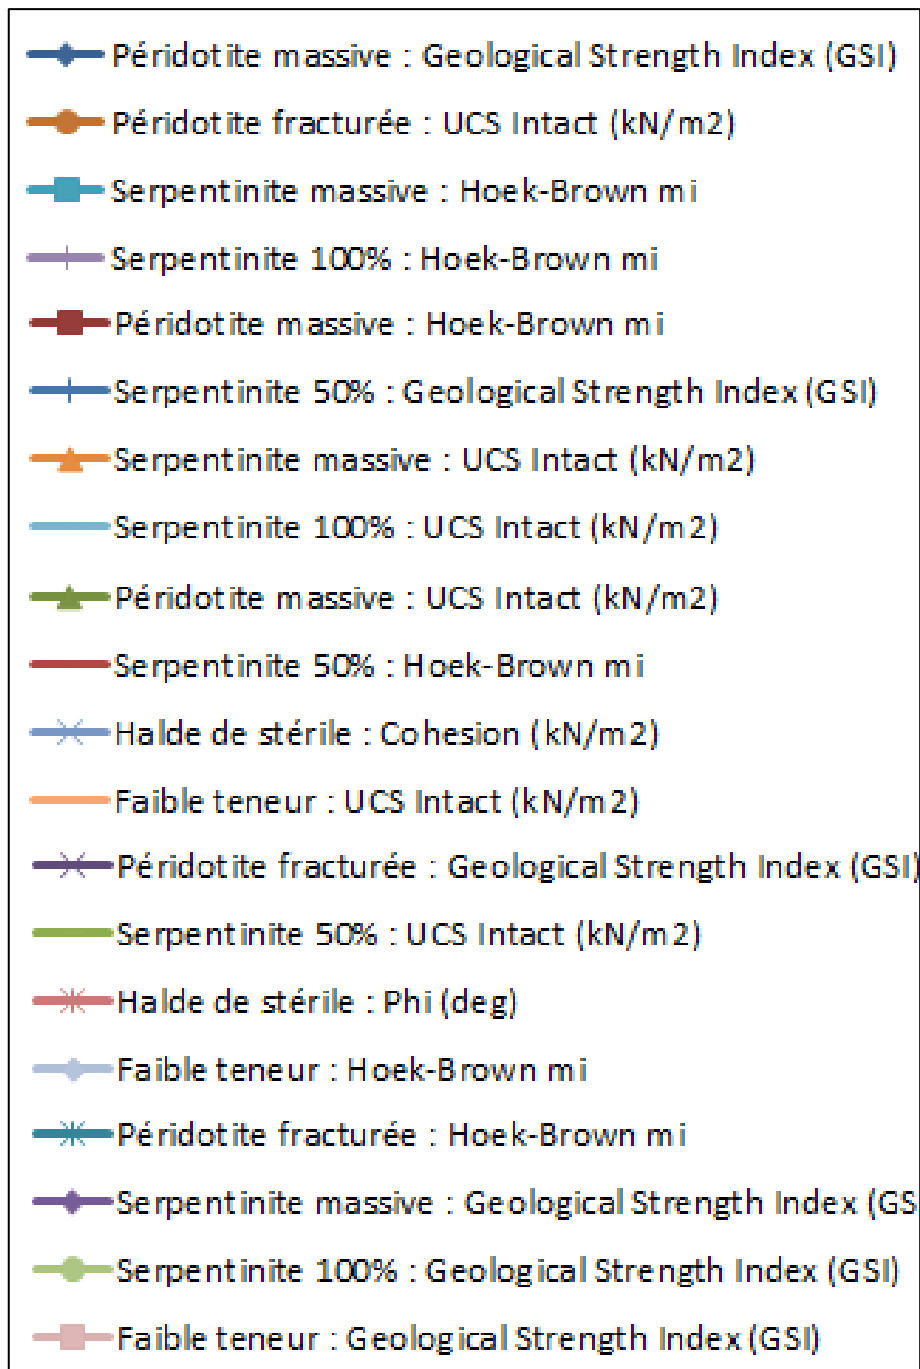 Péridotite massive : Geological Strength Index (GSI)
Péridotite fracturée : UCS Intact (kN/m2)
Serpentinite massive : Hoek-Brown mi
Serpentinite 100% : Hoek-Brown mi
Péridotite massive : Hoek-Brown mi
Serpentinite 50% : Geological Strength Index (GSI)
Serpentinite massive : UCS Intact (kN/m2)
Serpentinite 100% : UCS Intact (kN/m2)
Péridotite massive : UCS Intact (kN/m2)
Serpentinite 50% : Hoek-Brown mi
Halde de stérile : Cohesion (kN/m2)
Faible teneur : UCS Intact (kN/m2)
Péridotite fracturée : Geological Strength Index (GSI)
Serpentinite 50% : UCS Intact (kN/m2)
Halde de stérile : Phi (deg)
Faible teneur : Hoek-Brown mi
Péridotite fracturée : Hoek-Brown mi
Serpentinite massive : Geological Strength Index (GS
Serpentinite 100% : Geological Strength Index (GSI)
Faible teneur : Geological Strength Index (GSI)